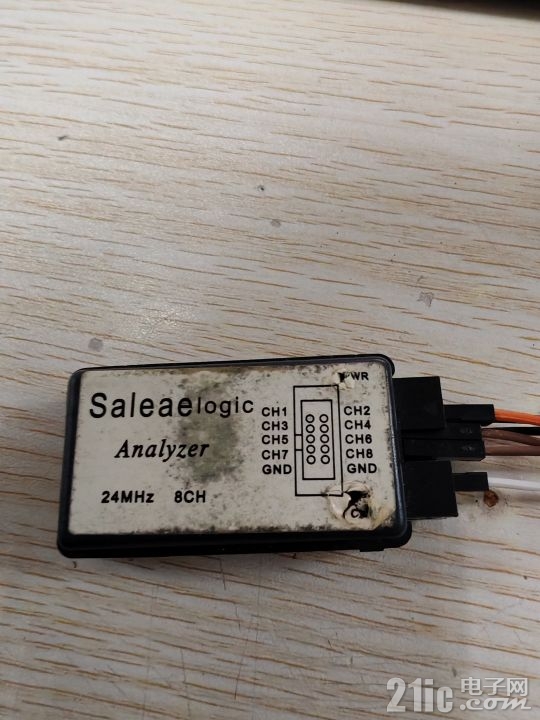 Saleaelogic
Analyzer
24MHz 8CH
CH1 CH2
CH3 CH4
CH5 CH6
CH7 CH8
GND GND
21ic 电子网
.com